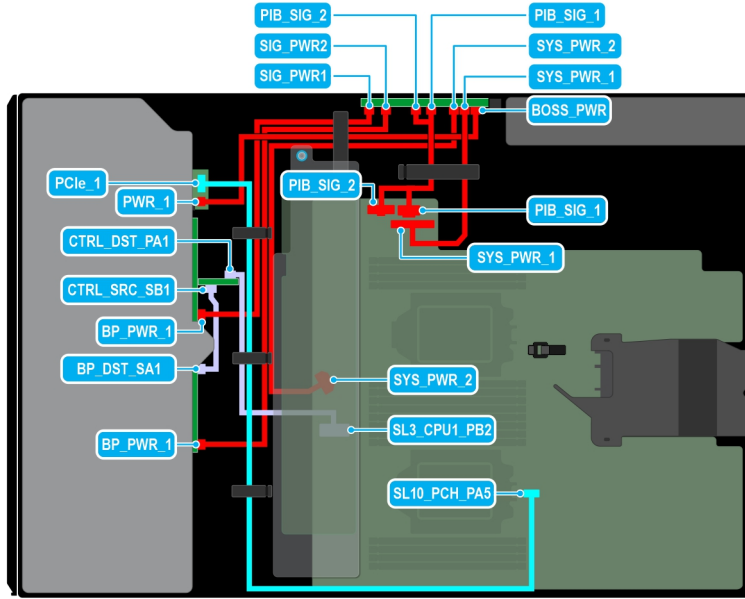 PIB_SIG_2
PIB_SIG_1
SIG_PWR2
SYS_PWR_2
SIG_PWR1
SYS_PWR_1
BOSS_PWR
PCIe_1
PIB_SIG_2
PWR_1
PIB_SIG_1
CTRL_DST_PA1
SYS_PWR_1
CTRL_SRC_SB1
BP_PWR_1
BP_DST_SA1
SYS_PWR_2
SL3_CPU1_PB2
BP_PWR_1
SL10_PCH_PA5